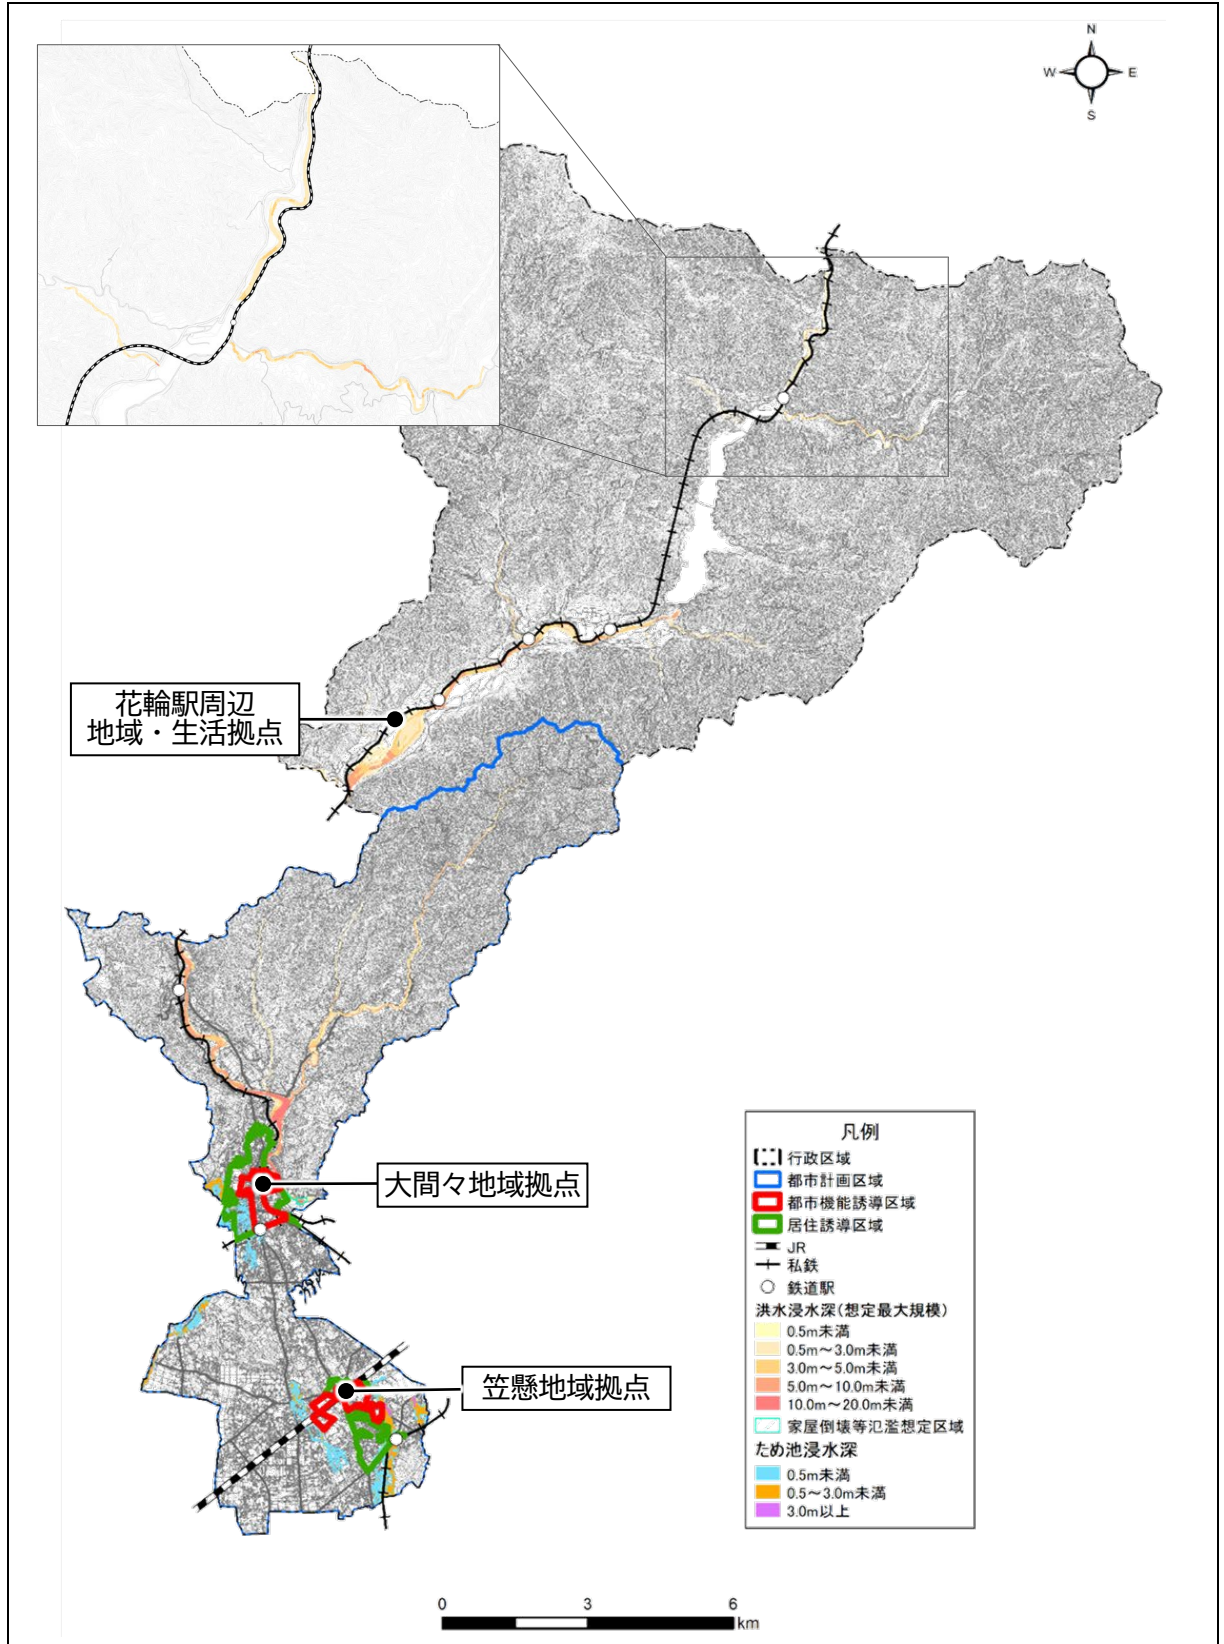 N
W
E
S
花輪駅周辺
地域・生活拠点
大間々地域拠点
笠懸地域拠点
凡例
行政区域
都市計画区域
都市機能誘導区域
居住誘導区域
JR
私鉄
鉄道駅
洪水浸水深(想定最大規模)
0.5m未満
0.5m～3.0m未満
3.0m～5.0m未満
5.0m～10.0m未満
10.0m～20.0m未満
家屋倒壊等氾濫想定区域
ため池浸水深
0.5m未満
0.5～3.0m未満
3.0m以上
0 3 6
km